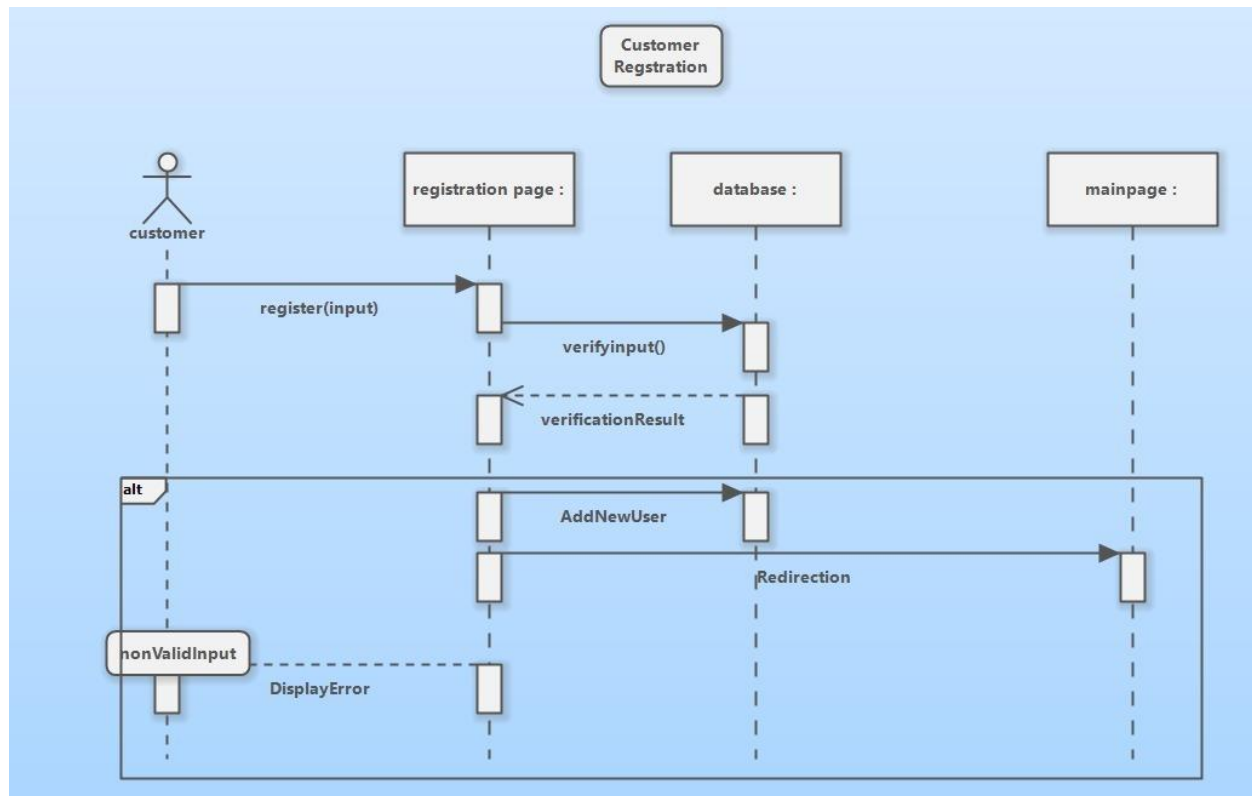 Customer
Regstration
registration page :
database :
mainpage :
customer
register(input)
verifyinput()
verificationResult
alt
AddNewUser
Redirection
nonValidInput
DisplayError